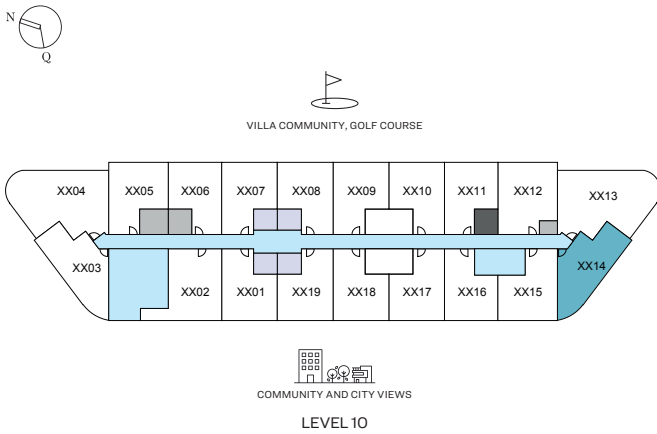 N
Q
VILLA COMMUNITY, GOLF COURSE
XX04 XX05 XX06 XX07 XX08 XX09 XX10 XX11 XX12 XX13
XX03 XX14
XX02 XX01 XX19 XX18 XX17 XX16 XX15
COMMUNITY AND CITY VIEWS
LEVEL 10